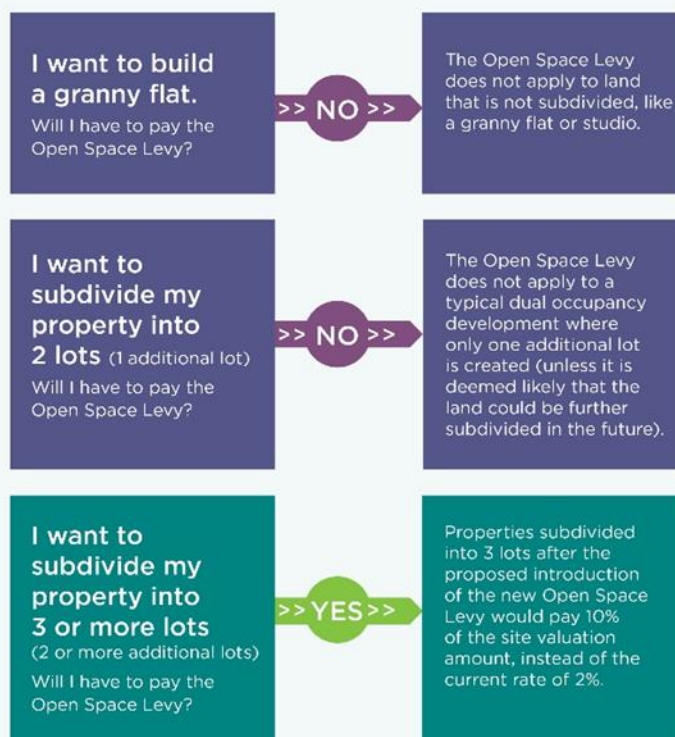 I want to build
a granny flat.
Will I have to pay the
Open Space Levy?
>> NO >>
The Open Space Levy
does not apply to land
that is not subdivided, like
a granny flat or studio.
I want to
subdivide my
property into
2 lots (1 additional lot)
Will I have to pay the
Open Space Levy?
>> NO >>
The Open Space Levy
does not apply to a
typical dual occupancy
development where
only one additional lot
is created (unless it is
deemed likely that the
land could be further
subdivided in the future).
I want to
subdivide my
property into
3 or more lots
(2 or more additional lots)
Will I have to pay the
Open Space Levy?
>> YES >>
Properties subdivided
into 3 lots after the
proposed introduction
of the new Open Space
Levy would pay 10%
of the site valuation
amount, instead of the
current rate of 2%.